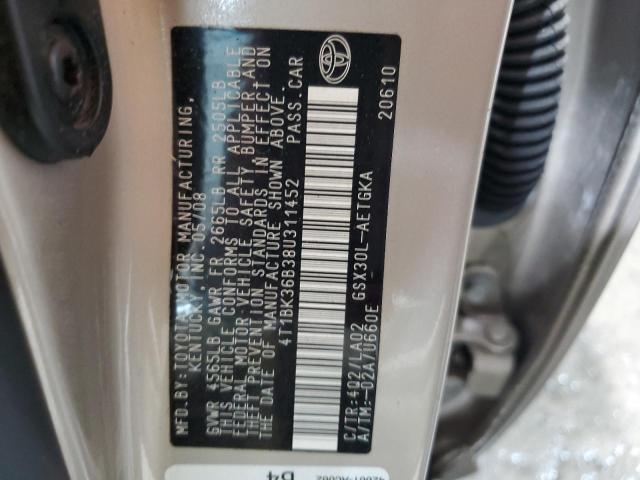 MFD.BY:TOYOTA MOTOR MANUFACTURING,
KENTUCKY, INC. 05/08
GVWR 4565LB GAWR FR 2665LB RR 2505LB
THIS VEHICLE CONFORMS TO ALL APPLICABLE
FEDERAL MOTOR VEHICLE SAFETY, BUMPER AND
THEFT PREVENTION STANDARDS IN EFFECT ON
THE DATE OF MANUFACTURE SHOWN ABOVE.
4T1BK36B38U311452 PASS. CAR
C/TR:4Q2/LA02 GSX30L-AETGKA
A/TM:-02A/U660E 20610